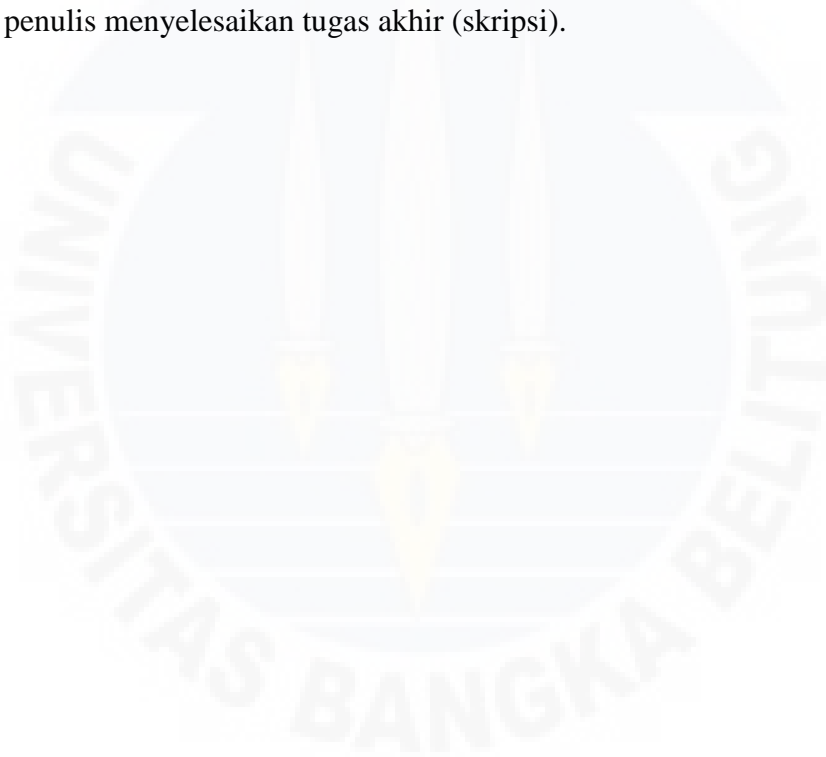 penulis menyelesaikan tugas akhir (skripsi).
UNIVERSITAS BANGKA BELITUNG